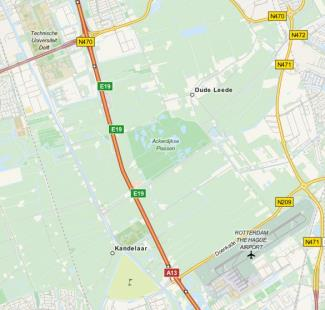 N470
N472
Technische
Universiteit
Delft
N470
N471
E19
Oude Leede
E19
Ackerdijkse
Plassen
E19
N209
ROTTERDAM
THE HAGUE
AIRPORT
N471
Doenkade
Kandelaar
A13